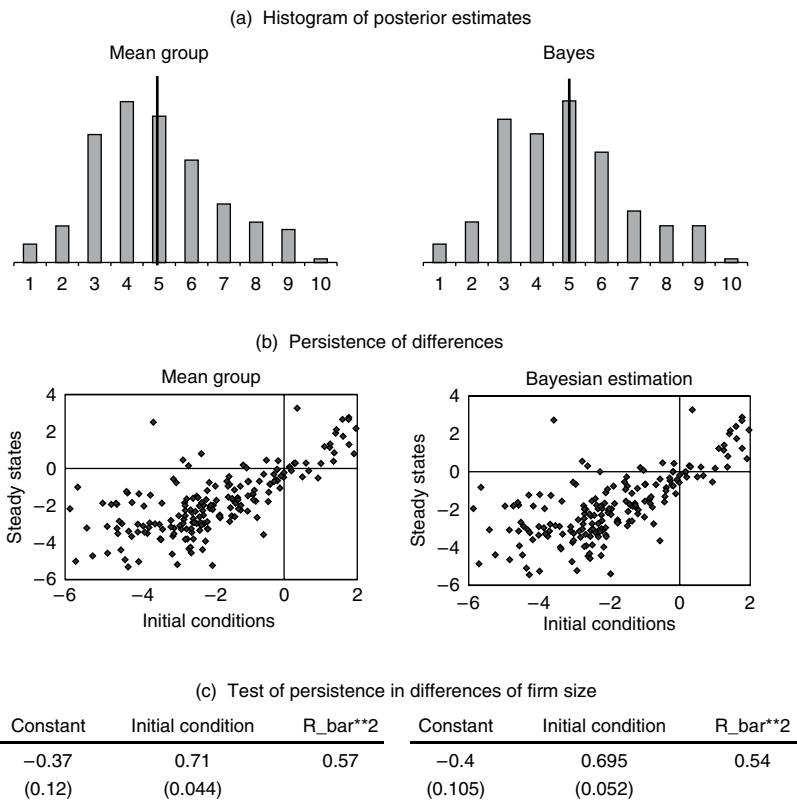 (a) Histogram of posterior estimates
Mean group
Bayes
1 2 3 4 5 6 7 8 9 10
1 2 3 4 5 6 7 8 9 10
(b) Persistence of differences
Mean group
Steady states
4
2
0
−2
−4
−6
−6 −4 −2 0 2
Initial conditions
Bayesian estimation
Steady states
4
2
0
−2
−4
−6
−6 −4 −2 0 2
Initial conditions
(c) Test of persistence in differences of firm size
Constant Initial condition R_bar**2 Constant Initial condition R_bar**2
−0.37 0.71 0.57 −0.4 0.695 0.54
(0.12) (0.044) (0.105) (0.052)